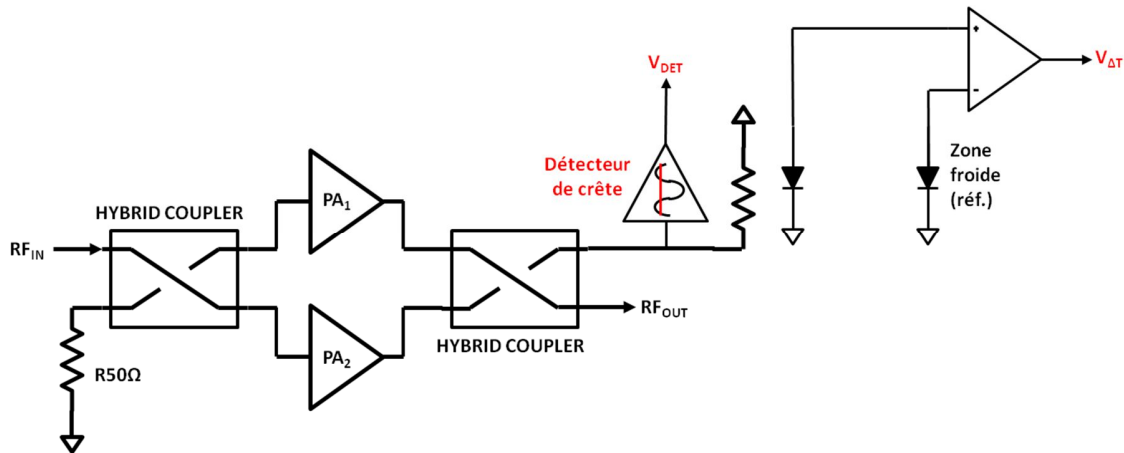 V_DET
+
V_ΔT
-
Détecteur
de crête
Zone
froide
(réf.)
PA₁
HYBRID COUPLER
RF_IN
RF_OUT
HYBRID COUPLER
PA₂
R50Ω